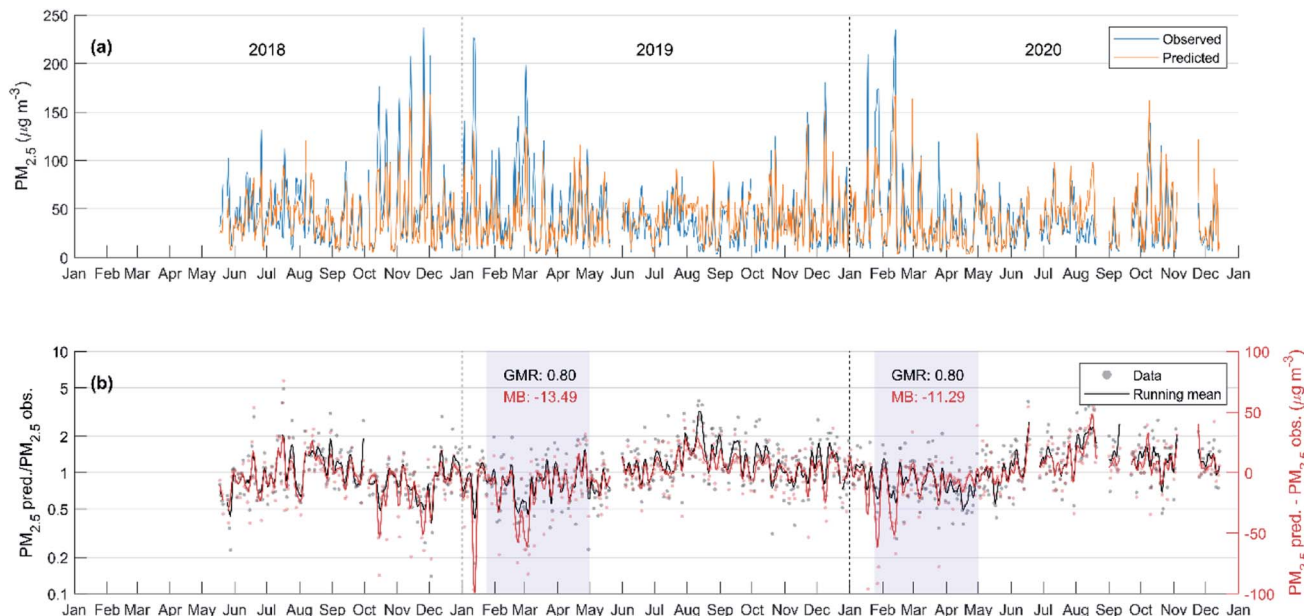 (a)
2018
2019
2020
Observed
Predicted
250
200
150
100
50
0
PM2.5 (μg m-3)
Jan Feb Mar Apr May Jun Jul Aug Sep Oct Nov Dec Jan Feb Mar Apr May Jun Jul Aug Sep Oct Nov Dec Jan Feb Mar Apr May Jun Jul Aug Sep Oct Nov Dec Jan
(b)
GMR: 0.80
MB: -13.49
GMR: 0.80
MB: -11.29
Data
Running mean
10
5
2
1
0.5
0.2
0.1
PM2.5 pred./PM2.5 obs.
100
50
0
-50
-100
PM2.5 pred. - PM2.5 obs. (μg m-3)
Jan Feb Mar Apr May Jun Jul Aug Sep Oct Nov Dec Jan Feb Mar Apr May Jun Jul Aug Sep Oct Nov Dec Jan Feb Mar Apr May Jun Jul Aug Sep Oct Nov Dec Jan